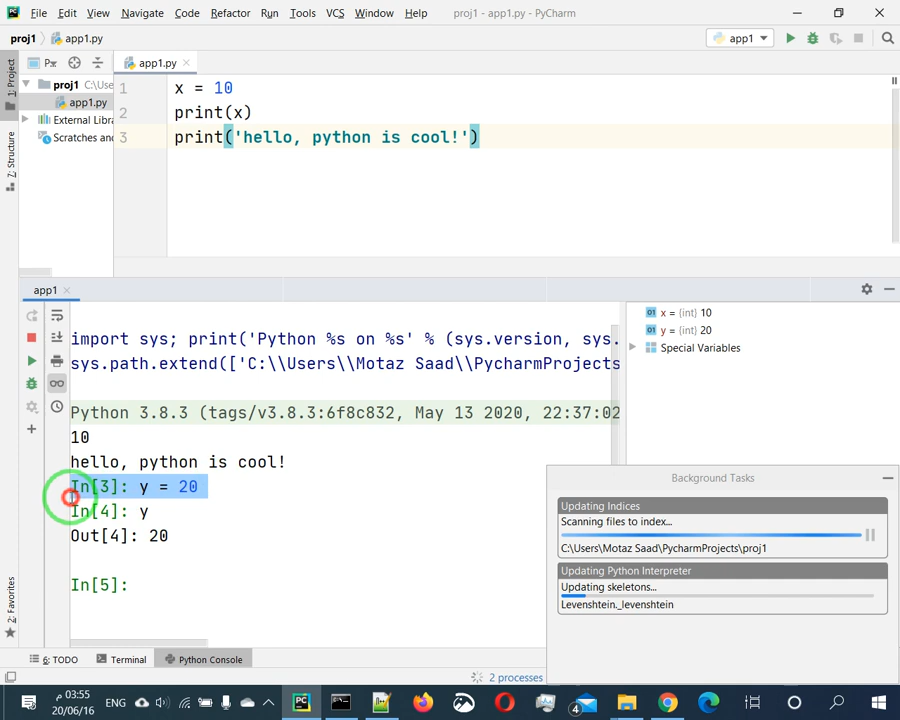 File Edit View Navigate Code Refactor Run Tools VCS Window Help proj1 - app1.py - PyCharm
proj1 app1.py app1
1: Project
app1.py
proj1 C:\Use
app1.py
External Libra
Scratches and
Z: Structure
1 x = 10
2 print(x)
3 print('hello, python is cool!')
app1
import sys; print('Python %s on %s' % (sys.version, sys.
sys.path.extend(['C:\\Users\\Motaz Saad\\PycharmProjects
Python 3.8.3 (tags/v3.8.3:6f8c832, May 13 2020, 22:37:02
10
hello, python is cool!
In[3]: y = 20
In[4]: y
Out[4]: 20
In[5]:
01 x = {int} 10
01 y = {int} 20
Special Variables
Background Tasks
Updating Indices
Scanning files to index...
C:\Users\Motaz Saad\PycharmProjects\proj1
Updating Python Interpreter
Updating skeletons...
Levenshtein._levenshtein
2: Favorites
6: TODO Terminal Python Console
2 processes
03:55 م
20/06/16
ENG
4
PC